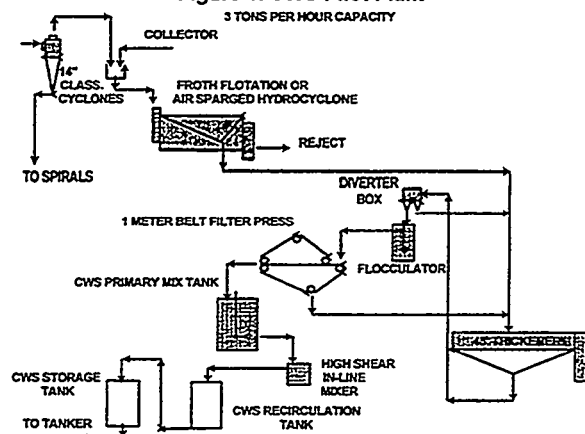 3 TONS PER HOUR CAPACITY
COLLECTOR
14"
CLASS.
CYCLONES
FROTH FLOTATION OR
AIR SPARGED HYDROCYCLONE
REJECT
TO SPIRALS
DIVERTER
BOX
1 METER BELT FILTER PRESS
FLOCCULATOR
CWS PRIMARY MIX TANK
THICKENERS
HIGH SHEAR
IN-LINE
MIXER
CWS STORAGE
TANK
CWS RECIRCULATION
TANK
TO TANKER